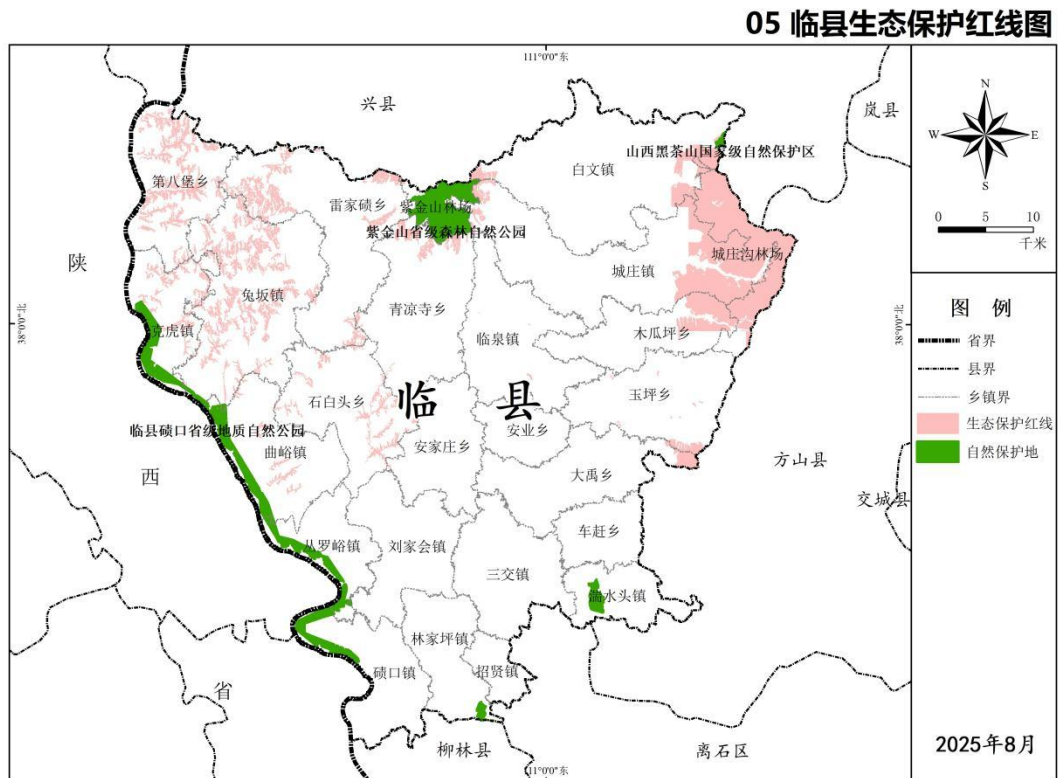 05 临县生态保护红线图
111°0'0"东
兴县
岚县
N
W
E
S
0
5
10
千米
山西黑茶山国家级自然保护区
白文镇
第八堡乡
雷家碛乡
紫金山林场
紫金山省级森林自然公园
城庄沟林场
城庄镇
陕
兔坂镇
青凉寺乡
38°0'0"北
克虎镇
临泉镇
木瓜坪乡
38°0'0"北
图 例
省界
县界
乡镇界
生态保护红线
自然保护地
玉坪乡
石白头乡
临 县
临县碛口省级地质自然公园
安家庄乡
安业乡
曲峪镇
方山县
西
大禹乡
交城县
车赶乡
丛罗峪镇
刘家会镇
三交镇
湍水头镇
林家坪镇
碛口镇
招贤镇
省
柳林县
离石区
2025年8月
111°0'0"东